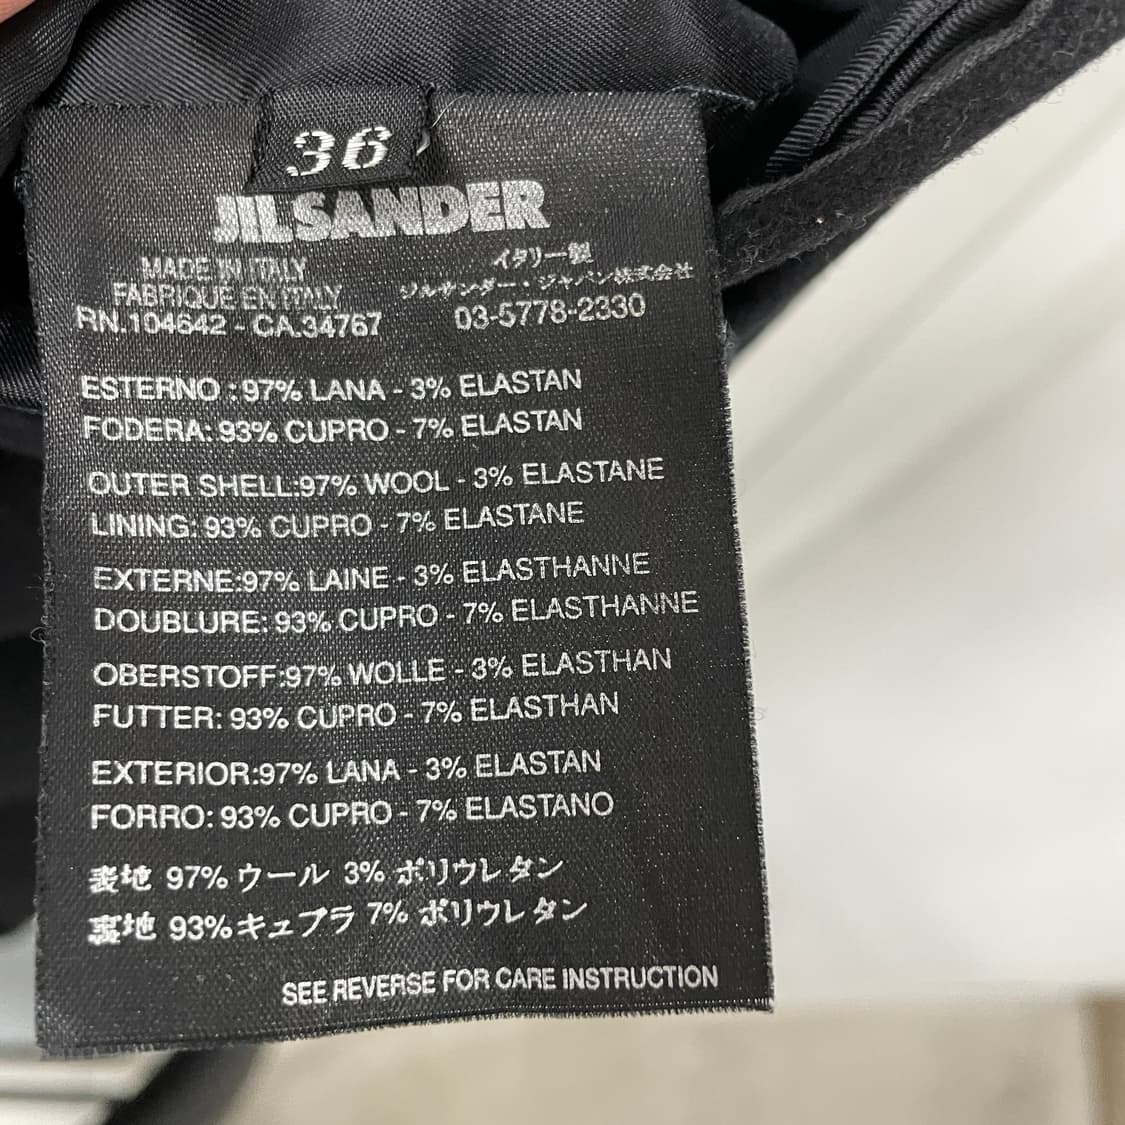 36
JIL SANDER
MADE IN ITALY
FABRIQUE EN ITALY
RN.104642 - CA.34767
イタリー製
ジルサンダー・ジャパン株式会社
03-5778-2330
ESTERNO : 97% LANA - 3% ELASTAN
FODERA: 93% CUPRO - 7% ELASTAN
OUTER SHELL:97% WOOL - 3% ELASTANE
LINING: 93% CUPRO - 7% ELASTANE
EXTERNE:97% LAINE - 3% ELASTHANNE
DOUBLURE: 93% CUPRO - 7% ELASTHANNE
OBERSTOFF:97% WOLLE - 3% ELASTHAN
FUTTER: 93% CUPRO - 7% ELASTHAN
EXTERIOR:97% LANA - 3% ELASTAN
FORRO: 93% CUPRO - 7% ELASTANO
表地 97% ウール 3% ポリウレタン
裏地 93% キュプラ 7% ポリウレタン
SEE REVERSE FOR CARE INSTRUCTION